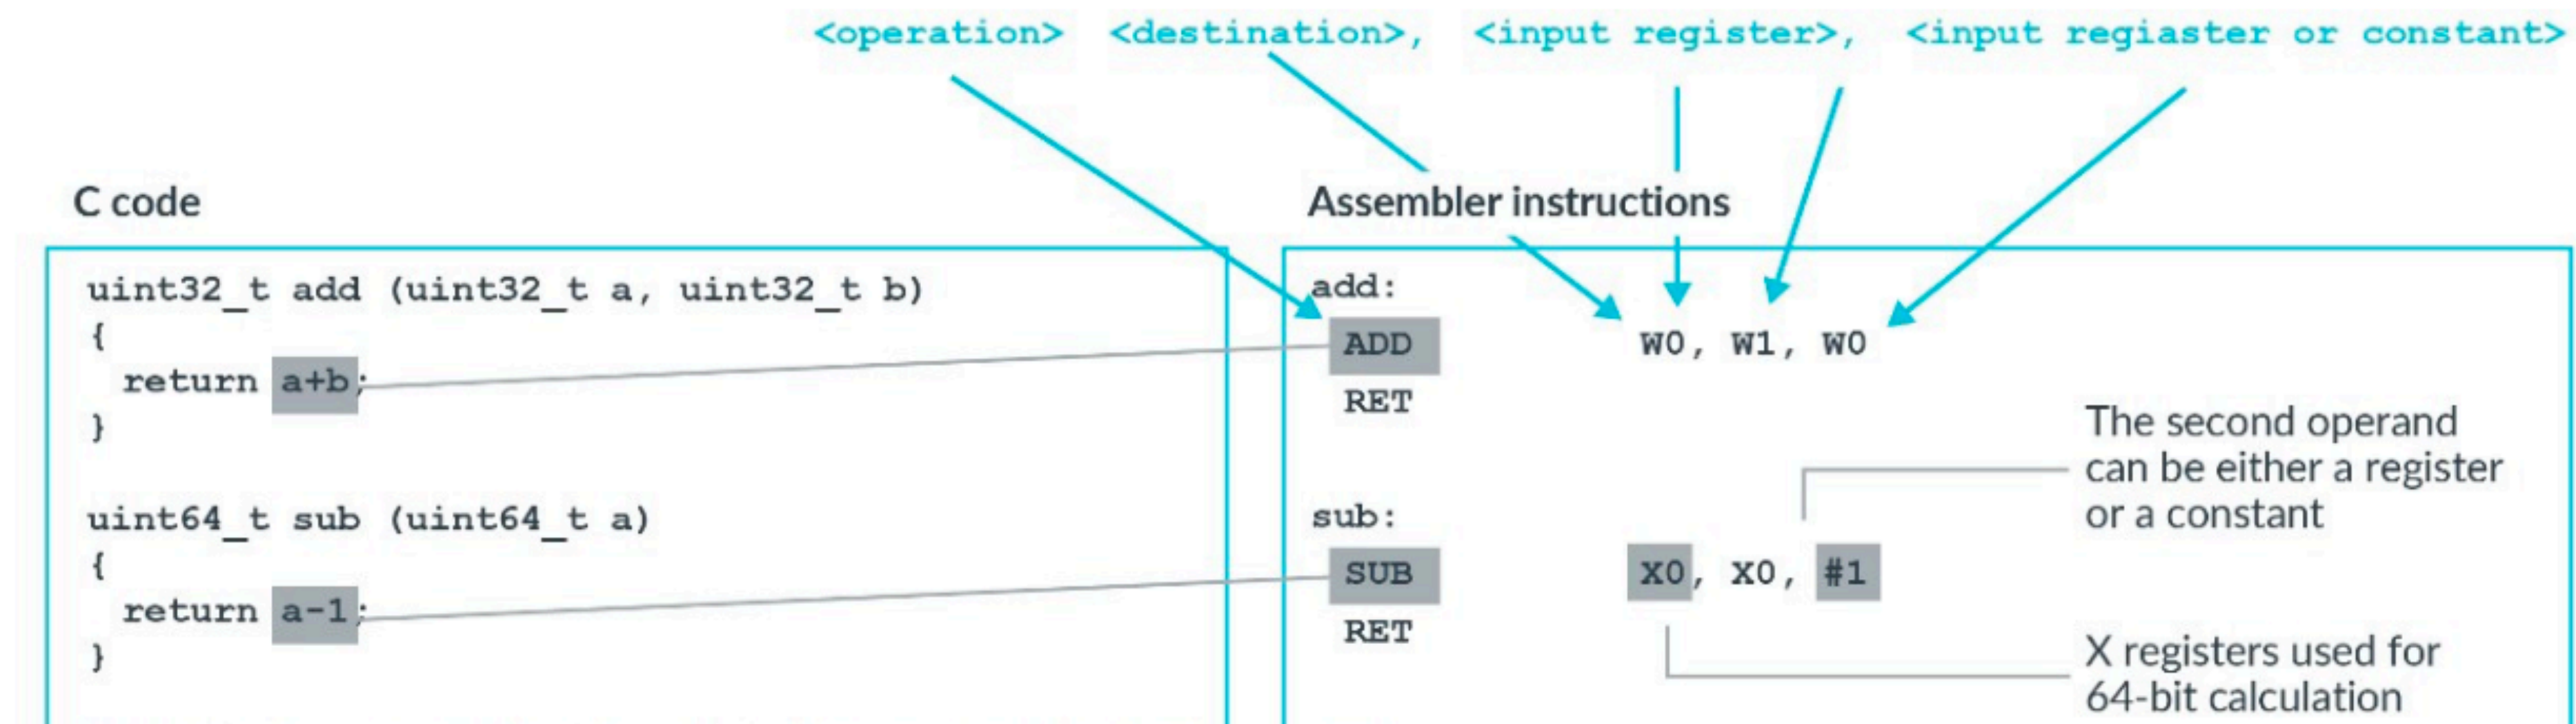 <operation> <destination>, <input register>, <input regiaster or constant>
C code
uint32_t add (uint32_t a, uint32_t b)
{
return a+b;
}
uint64_t sub (uint64_t a)
{
return a-1;
}
Assembler instructions
add:
ADD W0, W1, W0
RET
sub:
SUB X0, X0, #1
RET
The second operand
can be either a register
or a constant
X registers used for
64-bit calculation